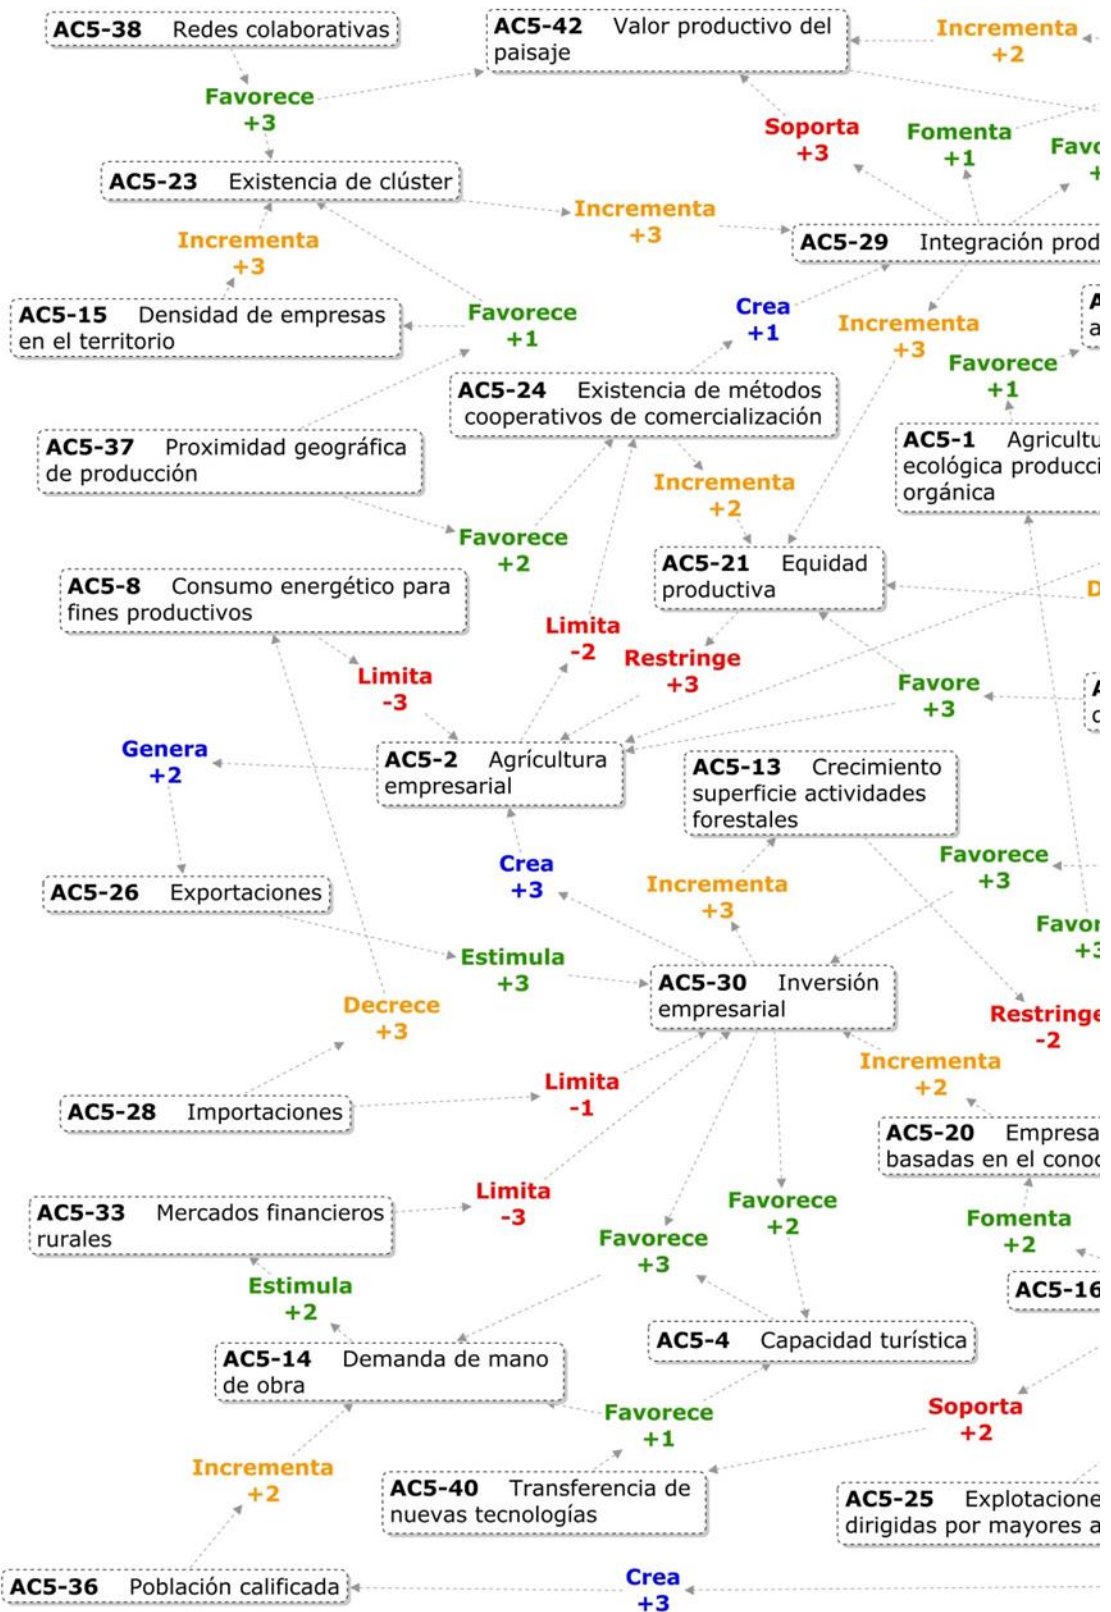 AC5-38 Redes colaborativas
AC5-42 Valor productivo del
paisaje
Incrementa
+2
Favorece
+3
Soporta
+3
Fomenta
+1
Favo
+
AC5-23 Existencia de clúster
Incrementa
+3
Incrementa
+3
AC5-29 Integración prod
AC5-15 Densidad de empresas
en el territorio
Favorece
+1
Crea
+1
Incrementa
+3
A
a
Favorece
+1
AC5-24 Existencia de métodos
cooperativos de comercialización
AC5-37 Proximidad geográfica
de producción
AC5-1 Agricultu
ecológica producci
orgánica
Incrementa
+2
Favorece
+2
AC5-21 Equidad
productiva
AC5-8 Consumo energético para
fines productivos
D
Limita
-2
Restringe
+3
Limita
-3
Favore
+3
A
Genera
+2
AC5-2 Agrícultura
empresarial
AC5-13 Crecimiento
superficie actividades
forestales
Crea
+3
Favorece
+3
Incrementa
+3
AC5-26 Exportaciones
Favor
+3
Estimula
+3
AC5-30 Inversión
empresarial
Decrece
+3
Restringe
-2
Incrementa
+2
Limita
-1
AC5-28 Importaciones
AC5-20 Empresa
basadas en el conoc
Limita
-3
AC5-33 Mercados financieros
rurales
Favorece
+2
Favorece
+3
Fomenta
+2
Estimula
+2
AC5-16
AC5-4 Capacidad turística
AC5-14 Demanda de mano
de obra
Favorece
+1
Soporta
+2
Incrementa
+2
AC5-40 Transferencia de
nuevas tecnologías
AC5-25 Explotacione
dirigidas por mayores a
AC5-36 Población calificada
Crea
+3